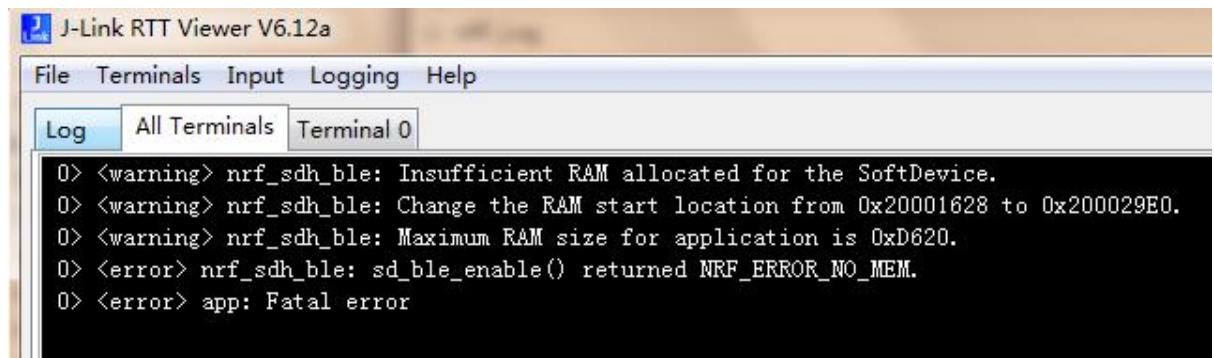 J-Link RTT Viewer V6.12a
File Terminals Input Logging Help
Log All Terminals Terminal 0
0> <warning> nrf_sdh_ble: Insufficient RAM allocated for the SoftDevice.
0> <warning> nrf_sdh_ble: Change the RAM start location from 0x20001628 to 0x200029E0.
0> <warning> nrf_sdh_ble: Maximum RAM size for application is 0xD620.
0> <error> nrf_sdh_ble: sd_ble_enable() returned NRF_ERROR_NO_MEM.
0> <error> app: Fatal error